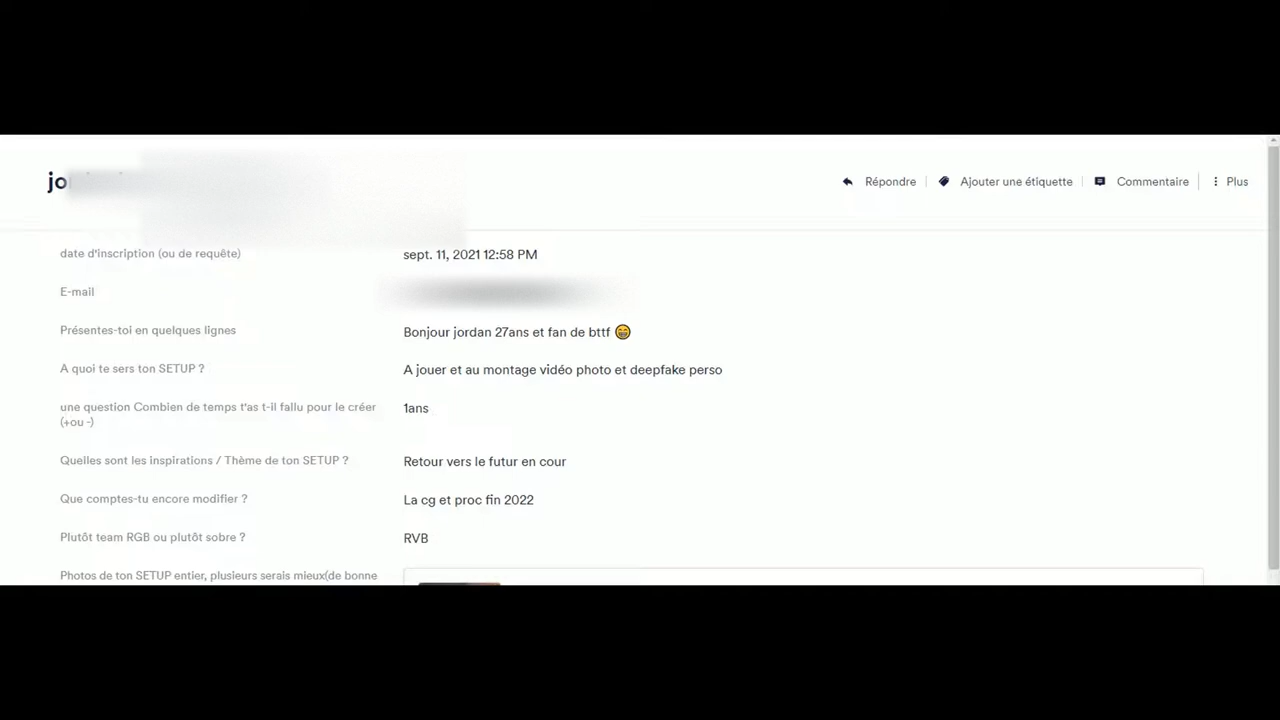 jo
Répondre
Ajouter une étiquette
Commentaire
Plus
date d'inscription (ou de requête)
sept. 11, 2021 12:58 PM
E-mail
Présentes-toi en quelques lignes
Bonjour jordan 27ans et fan de bttf 😁
A quoi te sers ton SETUP ?
A jouer et au montage vidéo photo et deepfake perso
une question Combien de temps t'as t-il fallu pour le créer
(+ou -)
1ans
Quelles sont les inspirations / Thème de ton SETUP ?
Retour vers le futur en cour
Que comptes-tu encore modifier ?
La cg et proc fin 2022
Plutôt team RGB ou plutôt sobre ?
RVB
Photos de ton SETUP entier, plusieurs serais mieux(de bonne